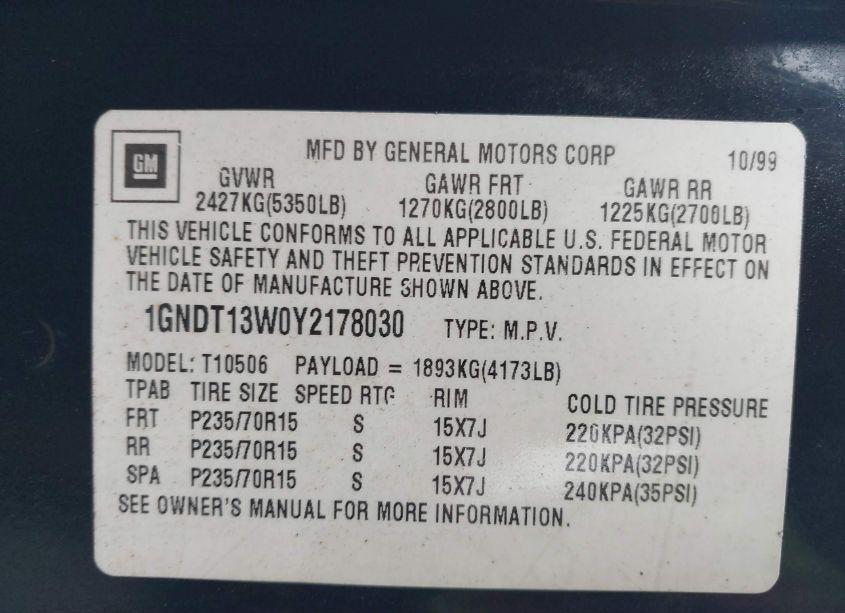 GM
MFD BY GENERAL MOTORS CORP 10/99
GVWR GAWR FRT GAWR RR
2427KG(5350LB) 1270KG(2800LB) 1225KG(2700LB)
THIS VEHICLE CONFORMS TO ALL APPLICABLE U.S. FEDERAL MOTOR
VEHICLE SAFETY AND THEFT PREVENTION STANDARDS IN EFFECT ON
THE DATE OF MANUFACTURE SHOWN ABOVE.
1GNDT13W0Y2178030 TYPE: M.P.V.
MODEL: T10506 PAYLOAD = 1893KG(4173LB)
TPAB TIRE SIZE SPEED RTG RIM COLD TIRE PRESSURE
FRT P235/70R15 S 15X7J 220KPA(32PSI)
RR P235/70R15 S 15X7J 220KPA(32PSI)
SPA P235/70R15 S 15X7J 240KPA(35PSI)
SEE OWNER'S MANUAL FOR MORE INFORMATION.